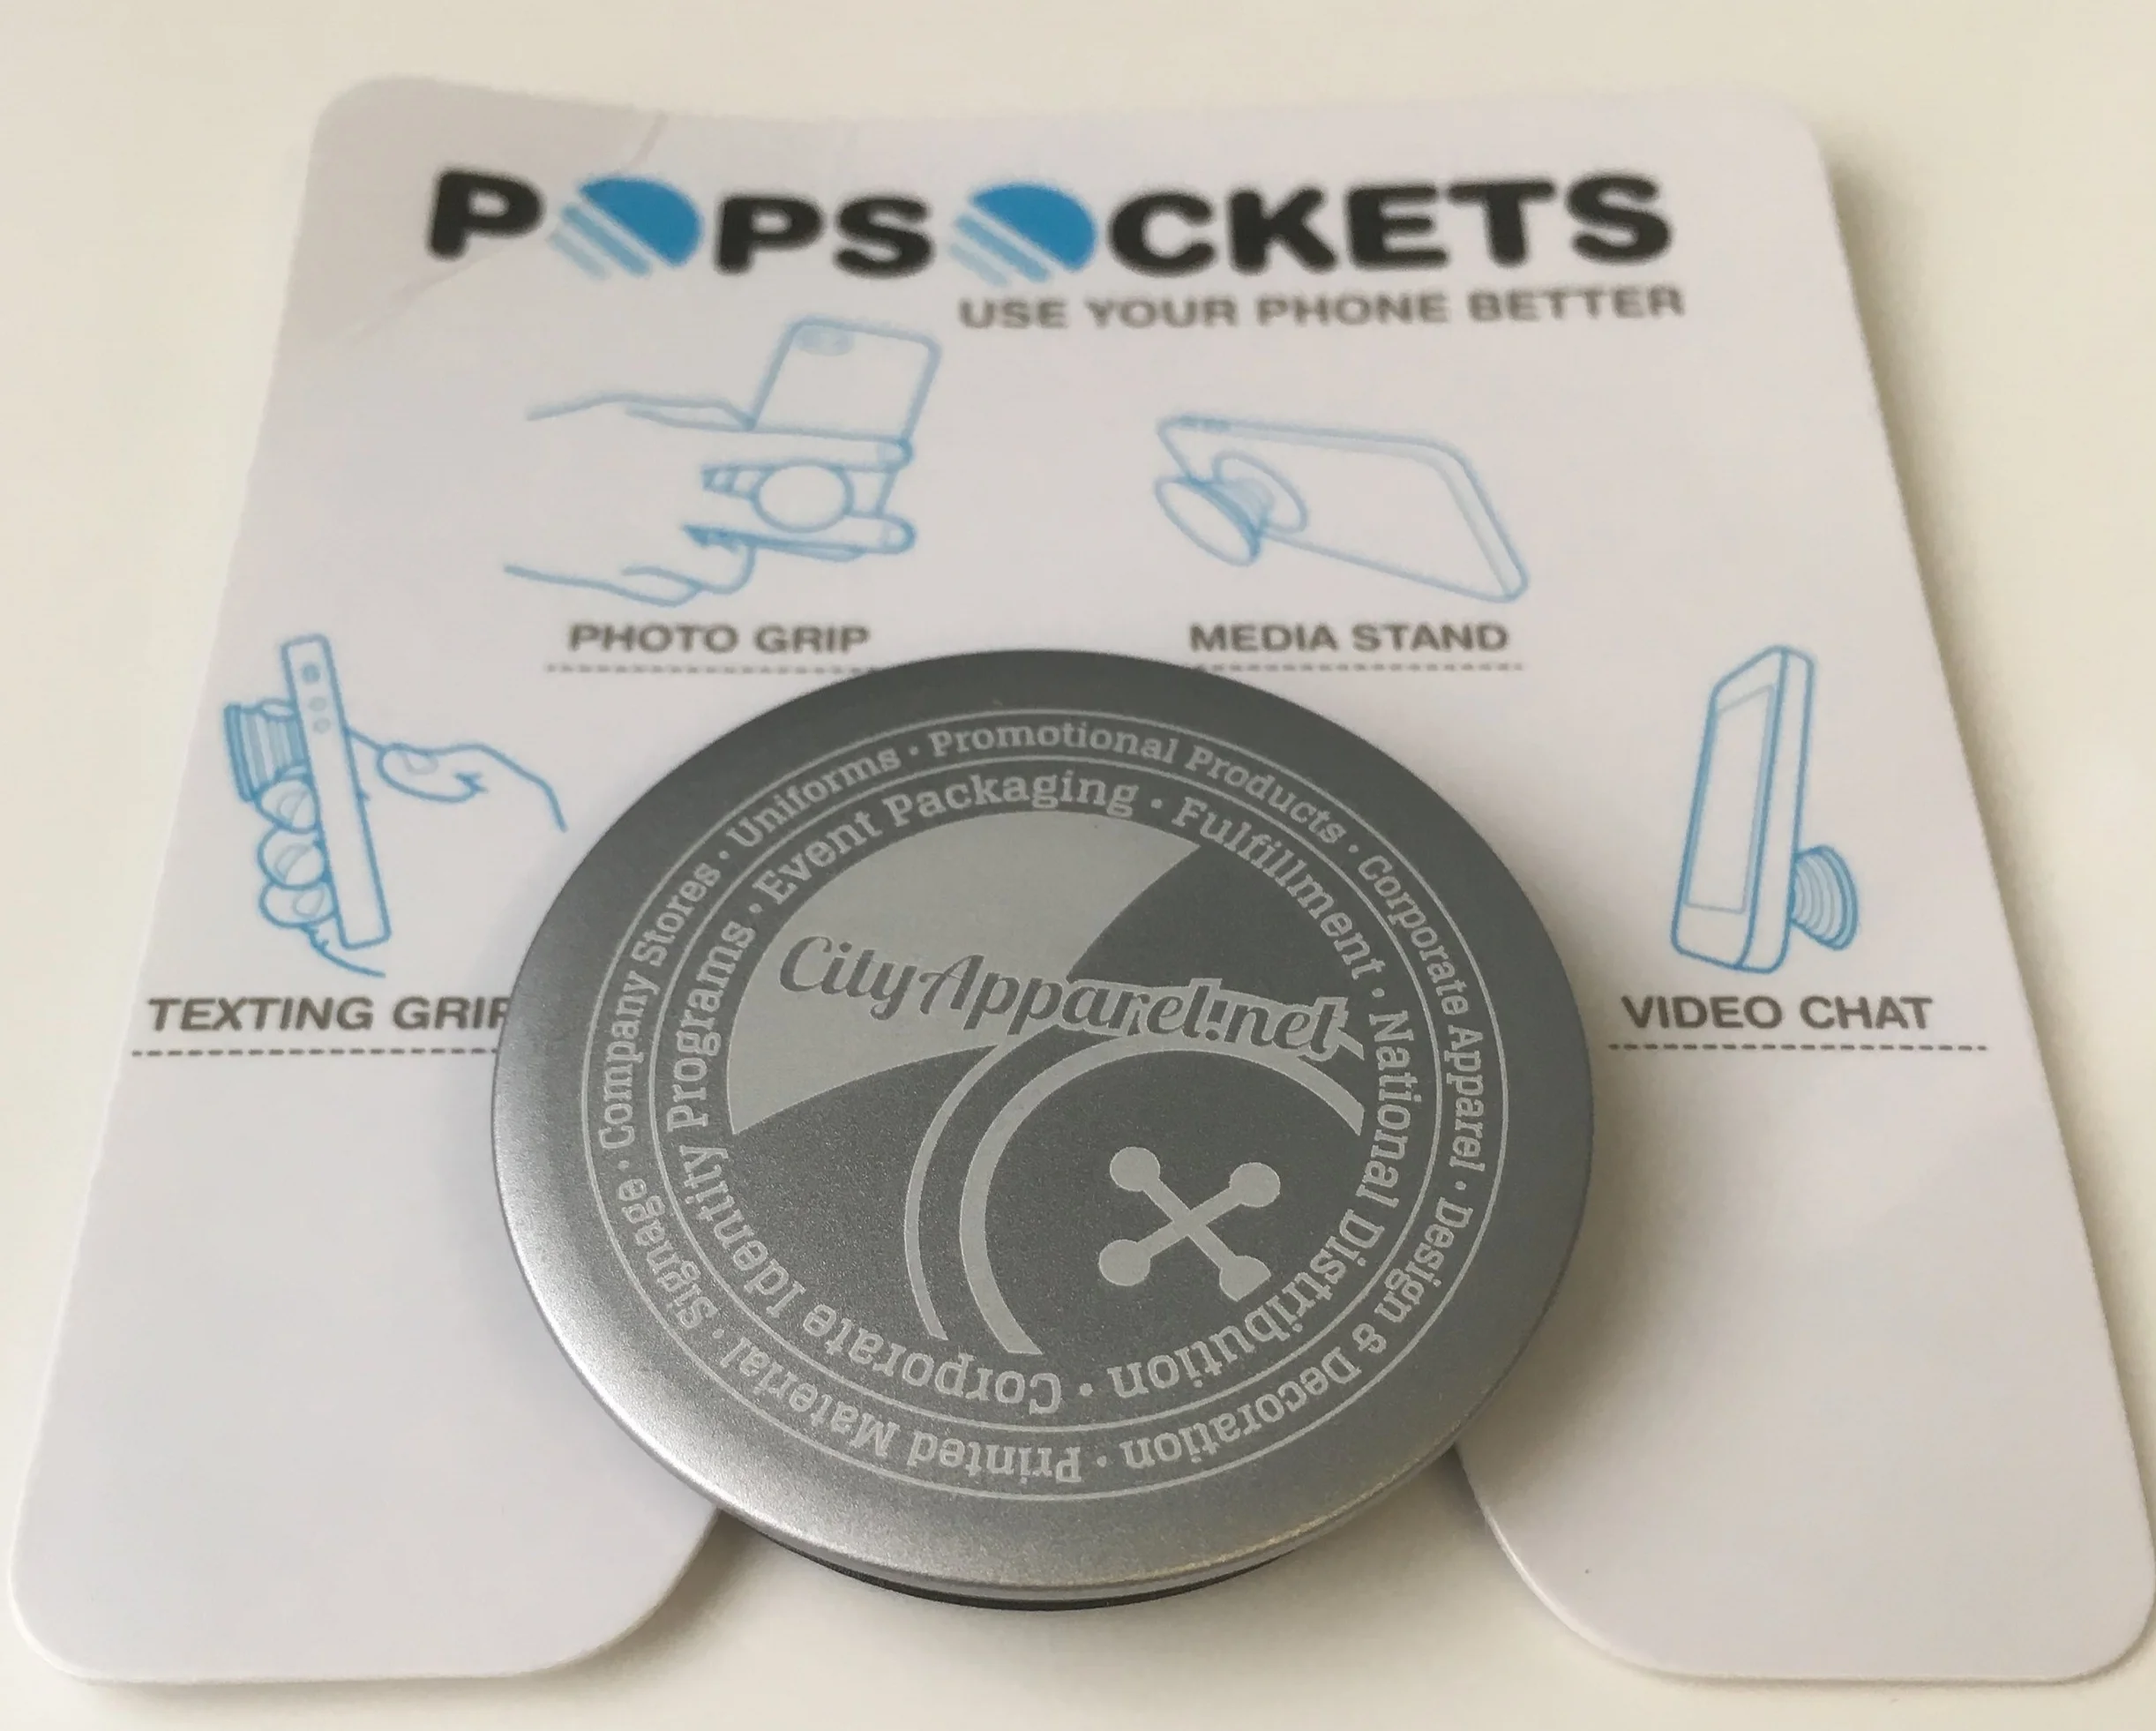 POPSOCKETS
USE YOUR PHONE BETTER
PHOTO GRIP
MEDIA STAND
TEXTING GRIP
VIDEO CHAT
Company Stores · Uniforms · Promotional Products · Corporate Apparel · Design & Decoration · Printed Material · Signage ·
Corporate Identity Programs · Event Packaging · Fulfillment · National Distribution ·
CityApparel!net